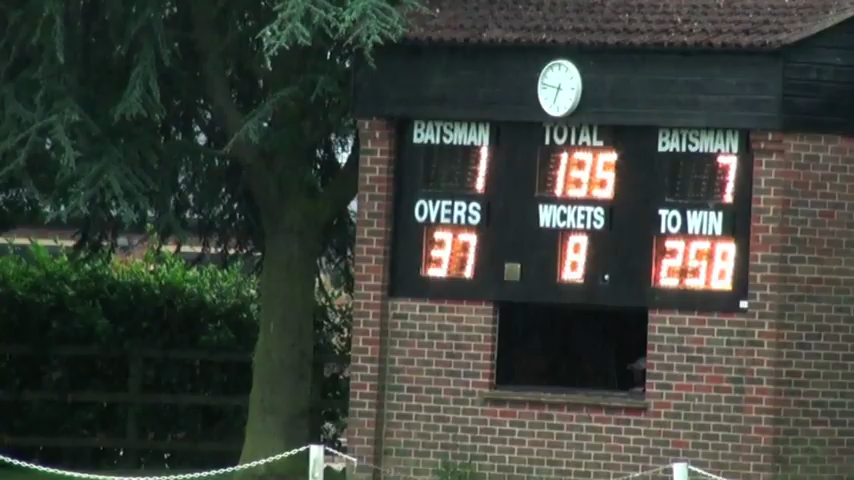 BATSMAN TOTAL BATSMAN
1 135 7
OVERS WICKETS TO WIN
37 8 258